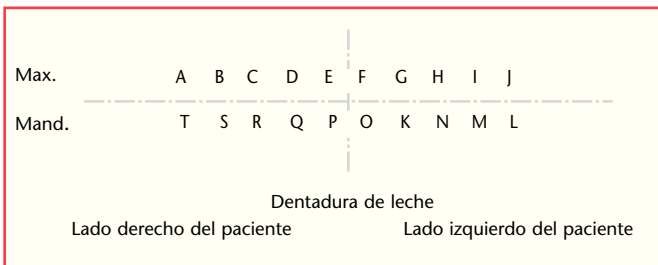 Max. A B C D E F G H I J
Mand. T S R Q P O K N M L
Dentadura de leche
Lado derecho del paciente Lado izquierdo del paciente